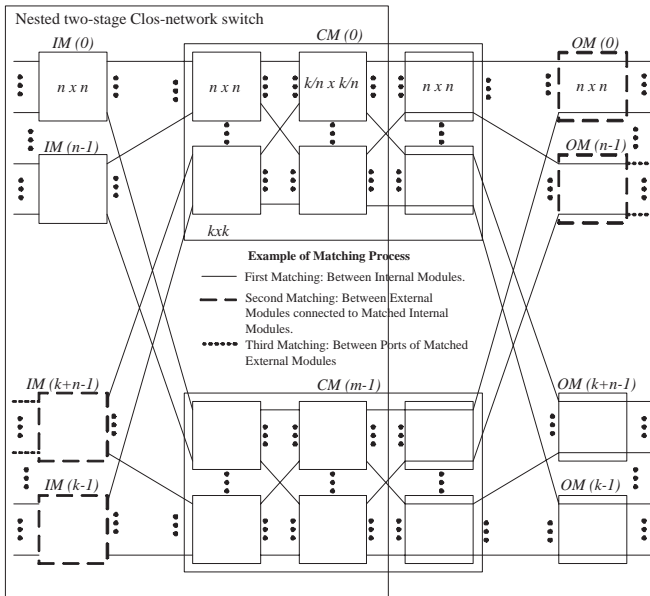 Nested two-stage Clos-network switch
IM (0)
CM (0)
OM (0)
n x n
n x n
k/n x k/n
n x n
n x n
IM (n-1)
OM (n-1)
kxk
Example of Matching Process
First Matching: Between Internal Modules.
Second Matching: Between External
Modules connected to Matched Internal
Modules.
Third Matching: Between Ports of Matched
External Modules
IM (k+n-1)
CM (m-1)
OM (k+n-1)
IM (k-1)
OM (k-1)